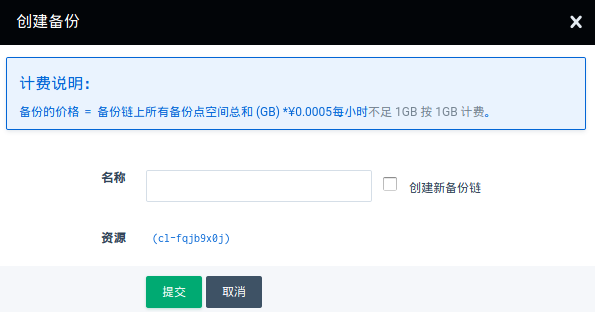 创建备份
计费说明：
备份的价格 = 备份链上所有备份点空间总和 (GB) *¥0.0005每小时不足 1GB 按 1GB 计费。
名称 创建新备份链
资源 (cl-fqjb9x0j)
提交 取消